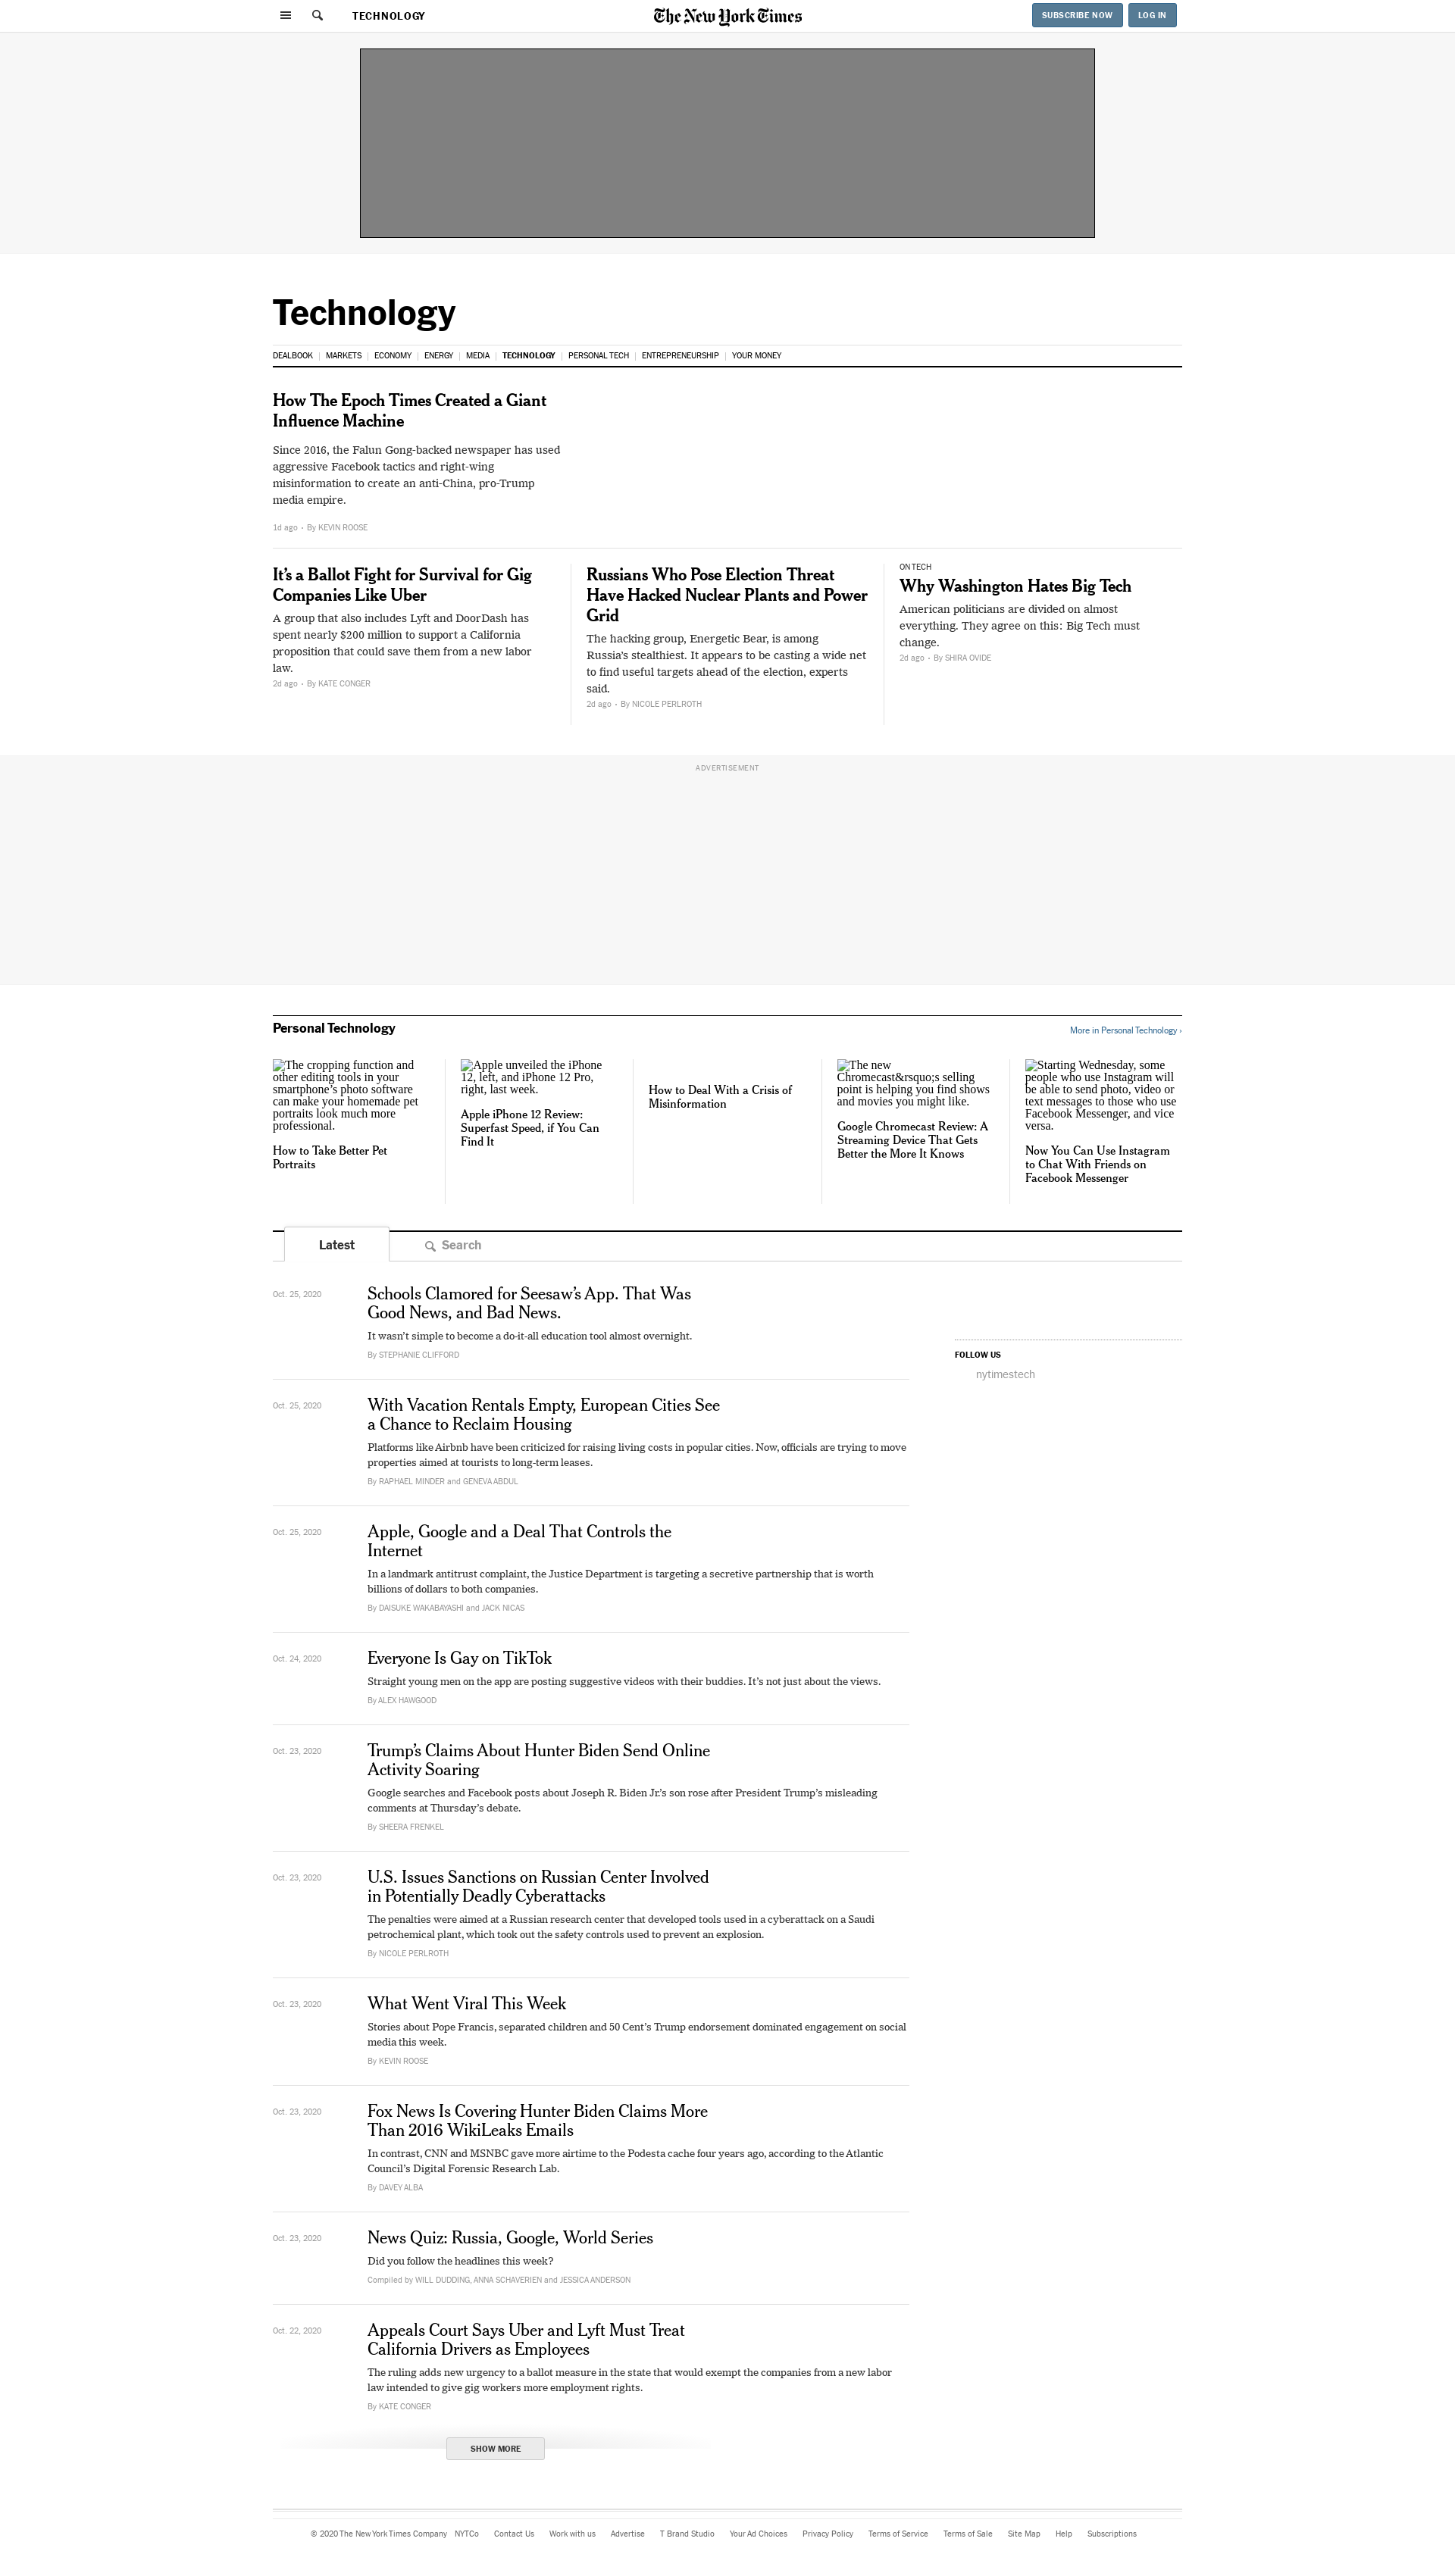 TECHNOLOGY
The New York Times
SUBSCRIBE NOW
LOG IN
Technology
DEALBOOK
MARKETS
ECONOMY
ENERGY
MEDIA
TECHNOLOGY
PERSONAL TECH
ENTREPRENEURSHIP
YOUR MONEY
How The Epoch Times Created a Giant
Influence Machine
Since 2016, the Falun Gong-backed newspaper has used
aggressive Facebook tactics and right-wing
misinformation to create an anti-China, pro-Trump
media empire.
1d ago • By KEVIN ROOSE
It’s a Ballot Fight for Survival for Gig
Companies Like Uber
A group that also includes Lyft and DoorDash has
spent nearly $200 million to support a California
proposition that could save them from a new labor
law.
2d ago • By KATE CONGER
Russians Who Pose Election Threat
Have Hacked Nuclear Plants and Power
Grid
The hacking group, Energetic Bear, is among
Russia’s stealthiest. It appears to be casting a wide net
to find useful targets ahead of the election, experts
said.
2d ago • By NICOLE PERLROTH
ON TECH
Why Washington Hates Big Tech
American politicians are divided on almost
everything. They agree on this: Big Tech must
change.
2d ago • By SHIRA OVIDE
ADVERTISEMENT
Personal Technology
More in Personal Technology ›
The cropping function and
other editing tools in your
smartphone’s photo software
can make your homemade pet
portraits look much more
professional.
How to Take Better Pet
Portraits
Apple unveiled the iPhone
12, left, and iPhone 12 Pro,
right, last week.
Apple iPhone 12 Review:
Superfast Speed, if You Can
Find It
How to Deal With a Crisis of
Misinformation
The new
Chromecast&rsquo;s selling
point is helping you find shows
and movies you might like.
Google Chromecast Review: A
Streaming Device That Gets
Better the More It Knows
Starting Wednesday, some
people who use Instagram will
be able to send photo, video or
text messages to those who use
Facebook Messenger, and vice
versa.
Now You Can Use Instagram
to Chat With Friends on
Facebook Messenger
Latest
Search
Oct. 25, 2020
Schools Clamored for Seesaw’s App. That Was
Good News, and Bad News.
It wasn’t simple to become a do-it-all education tool almost overnight.
By STEPHANIE CLIFFORD
FOLLOW US
nytimestech
Oct. 25, 2020
With Vacation Rentals Empty, European Cities See
a Chance to Reclaim Housing
Platforms like Airbnb have been criticized for raising living costs in popular cities. Now, officials are trying to move
properties aimed at tourists to long-term leases.
By RAPHAEL MINDER and GENEVA ABDUL
Oct. 25, 2020
Apple, Google and a Deal That Controls the
Internet
In a landmark antitrust complaint, the Justice Department is targeting a secretive partnership that is worth
billions of dollars to both companies.
By DAISUKE WAKABAYASHI and JACK NICAS
Oct. 24, 2020
Everyone Is Gay on TikTok
Straight young men on the app are posting suggestive videos with their buddies. It’s not just about the views.
By ALEX HAWGOOD
Oct. 23, 2020
Trump’s Claims About Hunter Biden Send Online
Activity Soaring
Google searches and Facebook posts about Joseph R. Biden Jr.’s son rose after President Trump’s misleading
comments at Thursday’s debate.
By SHEERA FRENKEL
Oct. 23, 2020
U.S. Issues Sanctions on Russian Center Involved
in Potentially Deadly Cyberattacks
The penalties were aimed at a Russian research center that developed tools used in a cyberattack on a Saudi
petrochemical plant, which took out the safety controls used to prevent an explosion.
By NICOLE PERLROTH
Oct. 23, 2020
What Went Viral This Week
Stories about Pope Francis, separated children and 50 Cent’s Trump endorsement dominated engagement on social
media this week.
By KEVIN ROOSE
Oct. 23, 2020
Fox News Is Covering Hunter Biden Claims More
Than 2016 WikiLeaks Emails
In contrast, CNN and MSNBC gave more airtime to the Podesta cache four years ago, according to the Atlantic
Council’s Digital Forensic Research Lab.
By DAVEY ALBA
Oct. 23, 2020
News Quiz: Russia, Google, World Series
Did you follow the headlines this week?
Compiled by WILL DUDDING, ANNA SCHAVERIEN and JESSICA ANDERSON
Oct. 22, 2020
Appeals Court Says Uber and Lyft Must Treat
California Drivers as Employees
The ruling adds new urgency to a ballot measure in the state that would exempt the companies from a new labor
law intended to give gig workers more employment rights.
By KATE CONGER
SHOW MORE
© 2020 The New York Times Company
NYTCo
Contact Us
Work with us
Advertise
T Brand Studio
Your Ad Choices
Privacy Policy
Terms of Service
Terms of Sale
Site Map
Help
Subscriptions